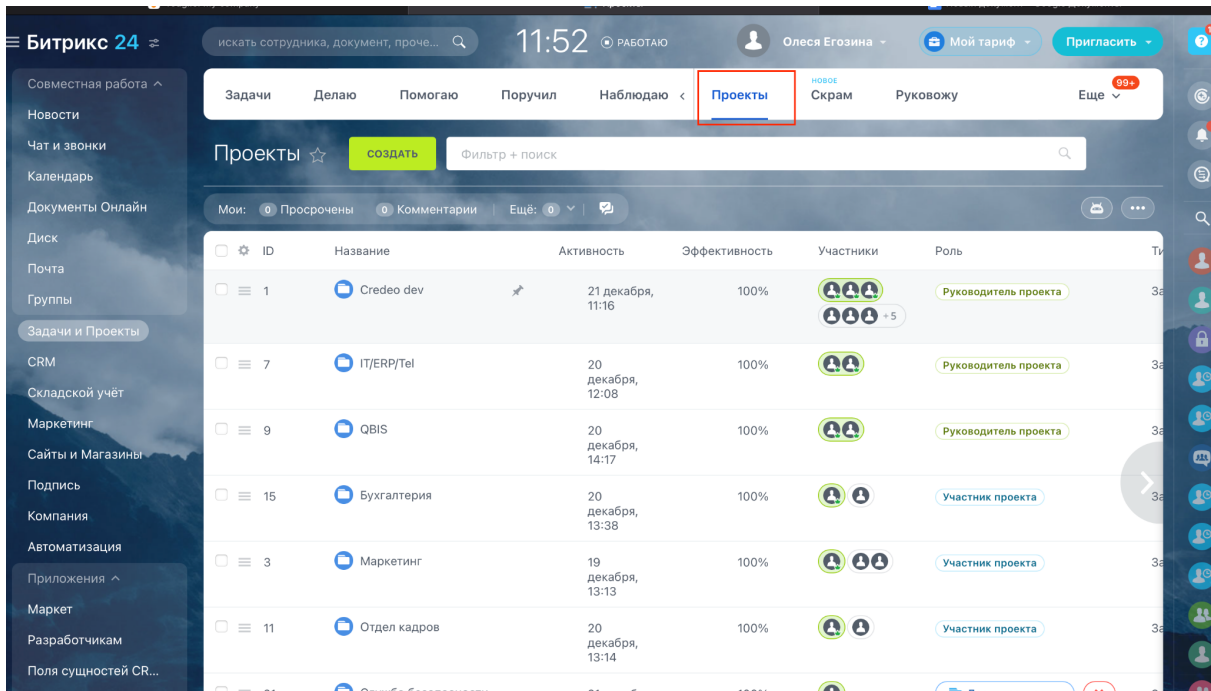 Битрикс 24
искать сотрудника, документ, проче...
11:52
РАБОТАЮ
Олеся Егозина
Мой тариф
Пригласить
Совместная работа
Новости
Чат и звонки
Календарь
Документы Онлайн
Диск
Почта
Группы
Задачи и Проекты
CRM
Складской учёт
Маркетинг
Сайты и Магазины
Подпись
Компания
Автоматизация
Приложения
Маркет
Разработчикам
Поля сущностей CR...
Задачи Делаю Помогаю Поручил Наблюдаю Проекты НОВОЕ Скрам Руковожу Еще 99+
Проекты СОЗДАТЬ Фильтр + поиск
Мои: 0 Просрочены 0 Комментарии Ещё: 0
ID Название Активность Эффективность Участники Роль
1 Credeo dev 21 декабря, 100% Руководитель проекта
11:16 +5
7 IT/ERP/Tel 20 100% Руководитель проекта
декабря,
12:08
9 QBIS 20 100% Руководитель проекта
декабря,
14:17
15 Бухгалтерия 20 100% Участник проекта
декабря,
13:38
3 Маркетинг 19 100% Участник проекта
декабря,
13:13
11 Отдел кадров 20 100% Участник проекта
декабря,
13:14